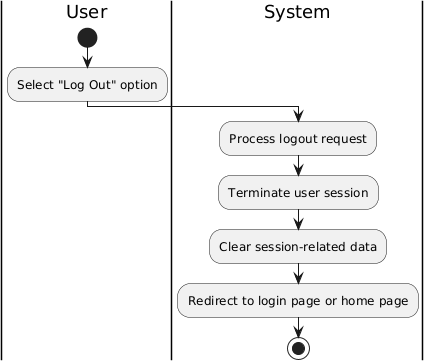 User
System
Select "Log Out" option
Process logout request
Terminate user session
Clear session-related data
Redirect to login page or home page